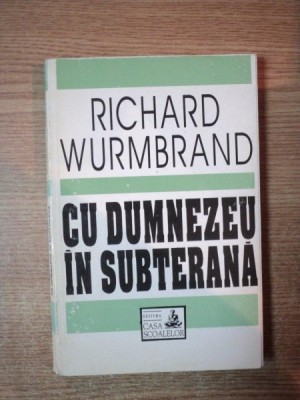 RICHARD
WURMBRAND
CU DUMNEZEU
ÎN SUBTERANĂ
EDITURA
CASA
ȘCOALELOR